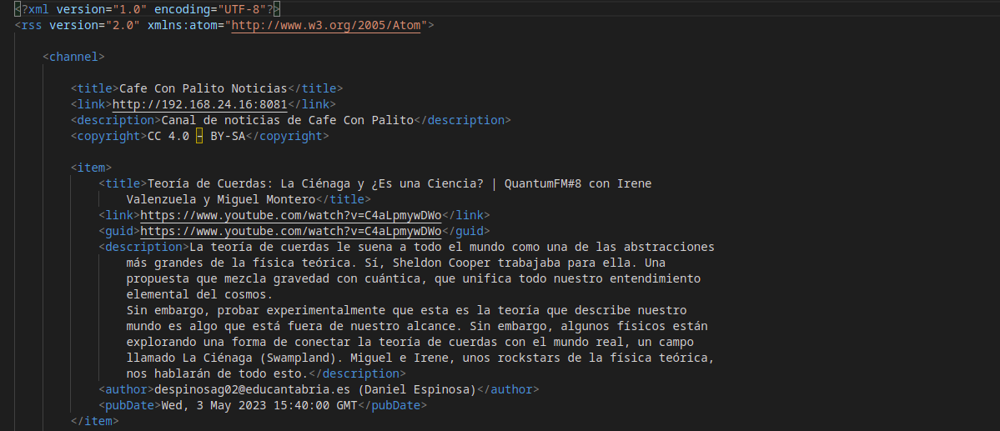 <?xml version="1.0" encoding="UTF-8"?>
<rss version="2.0" xmlns:atom="http://www.w3.org/2005/Atom">
<channel>
<title>Cafe Con Palito Noticias</title>
<link>http://192.168.24.16:8081</link>
<description>Canal de noticias de Cafe Con Palito</description>
<copyright>CC 4.0 – BY-SA</copyright>
<item>
<title>Teoría de Cuerdas: La Ciénaga y ¿Es una Ciencia? | QuantumFM#8 con Irene
Valenzuela y Miguel Montero</title>
<link>https://www.youtube.com/watch?v=C4aLpmywDWo</link>
<guid>https://www.youtube.com/watch?v=C4aLpmywDWo</guid>
<description>La teoría de cuerdas le suena a todo el mundo como una de las abstracciones
más grandes de la física teórica. Sí, Sheldon Cooper trabajaba para ella. Una
propuesta que mezcla gravedad con cuántica, que unifica todo nuestro entendimiento
elemental del cosmos.
Sin embargo, probar experimentalmente que esta es la teoría que describe nuestro
mundo es algo que está fuera de nuestro alcance. Sin embargo, algunos físicos están
explorando una forma de conectar la teoría de cuerdas con el mundo real, un campo
llamado La Ciénaga (Swampland). Miguel e Irene, unos rockstars de la física teórica,
nos hablarán de todo esto.</description>
<author>despinosag02@educantabria.es (Daniel Espinosa)</author>
<pubDate>Wed, 3 May 2023 15:40:00 GMT</pubDate>
</item>